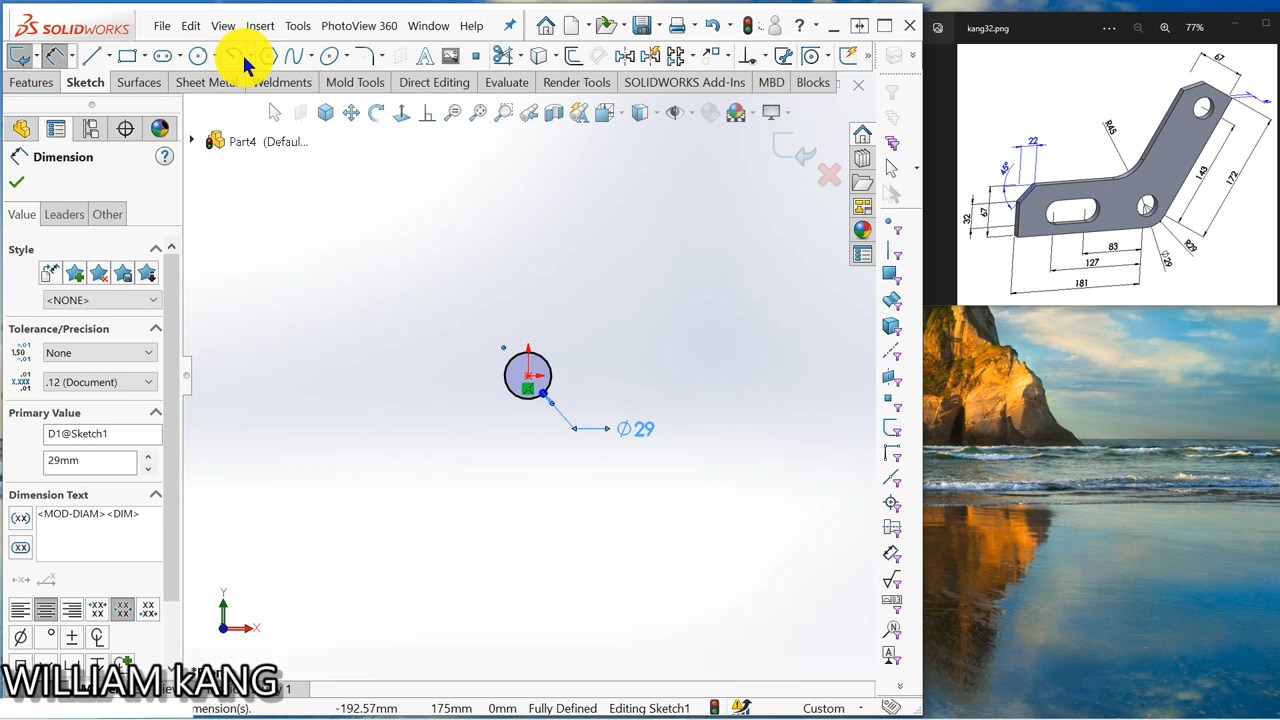 SOLIDWORKS File Edit View Insert Tools PhotoView 360 Window Help ?
Features Sketch Surfaces Sheet Metal Weldments Mold Tools Direct Editing Evaluate Render Tools SOLIDWORKS Add-Ins MBD Blocks
Dimension ?
Value Leaders Other
Style
<NONE>
Tolerance/Precision
None
.12 (Document)
Primary Value
D1@Sketch1
29mm
Dimension Text
<MOD-DIAM><DIM>
Part4 (Defaul...
∅29
Y
X
-192.57mm 175mm 0mm Fully Defined Editing Sketch1 Custom
WILLIAM kANG
kang32.png 77%
67
R45
22
45°
143
172
32
67
83
127
181
R29
∅29